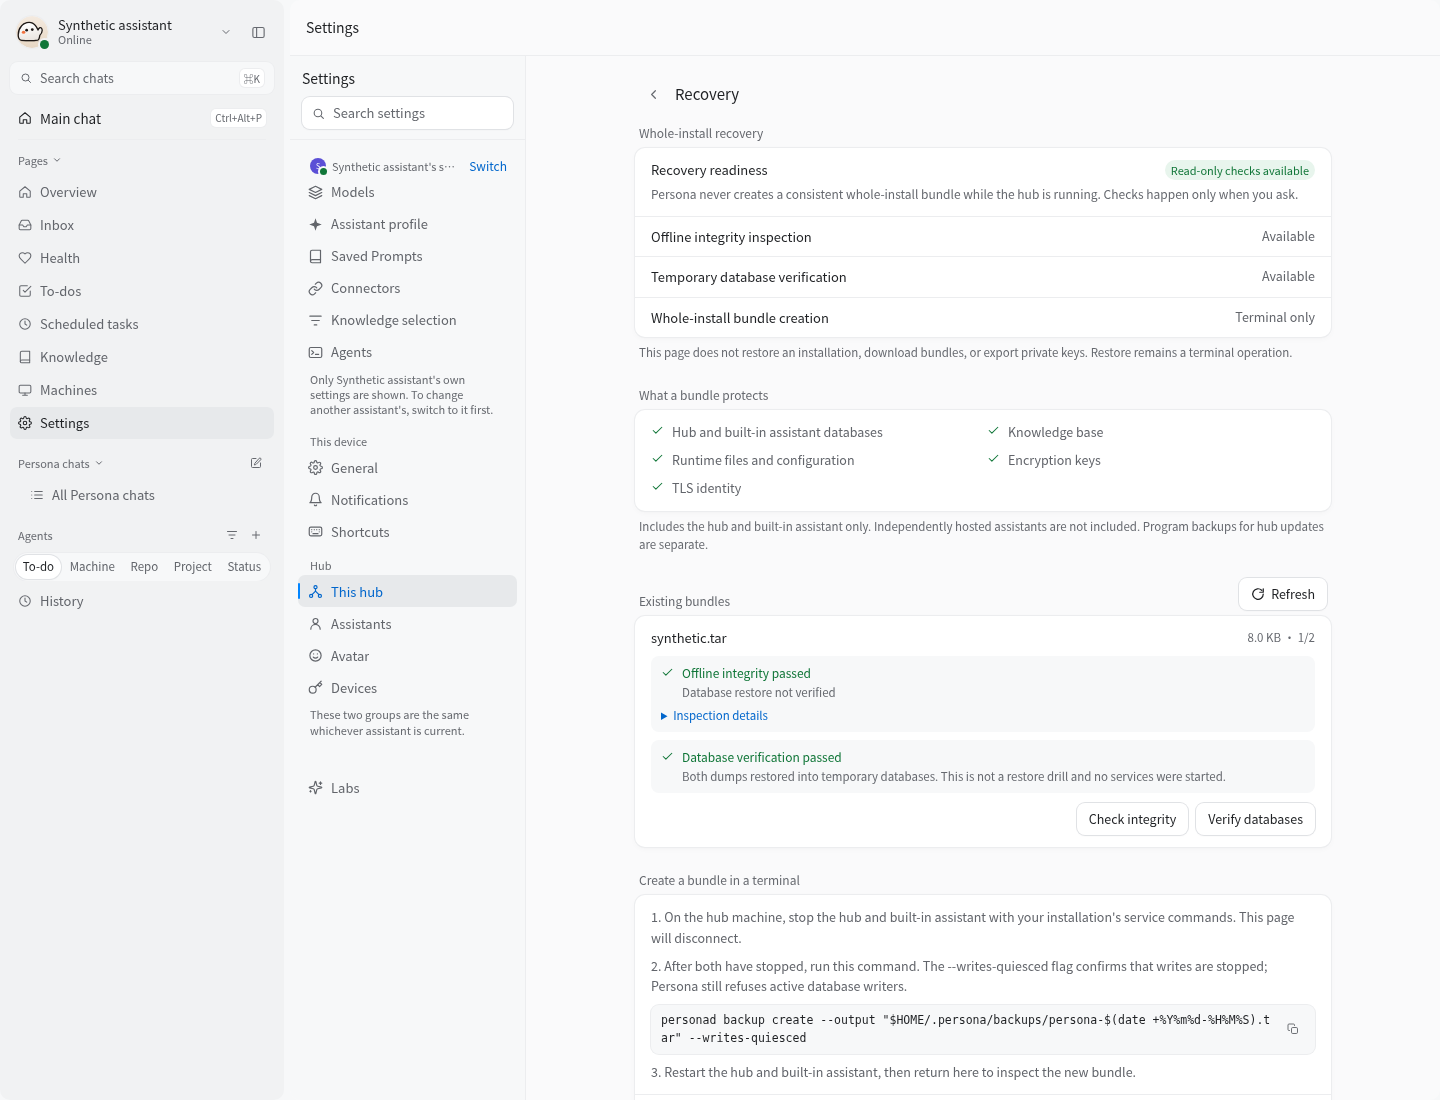 Synthetic assistant
Online
Search chats
⌘K
Main chat
Ctrl+Alt+P
Pages
Overview
Inbox
Health
To-dos
Scheduled tasks
Knowledge
Machines
Settings
Persona chats
All Persona chats
Agents
To-do
Machine
Repo
Project
Status
History
Settings
Settings
Search settings
S
Synthetic assistant's s···
Switch
Models
Assistant profile
Saved Prompts
Connectors
Knowledge selection
Agents
Only Synthetic assistant's own
settings are shown. To change
another assistant's, switch to it first.
This device
General
Notifications
Shortcuts
Hub
This hub
Assistants
Avatar
Devices
These two groups are the same
whichever assistant is current.
Labs
Recovery
Whole-install recovery
Recovery readiness
Read-only checks available
Persona never creates a consistent whole-install bundle while the hub is running. Checks happen only when you ask.
Offline integrity inspection
Available
Temporary database verification
Available
Whole-install bundle creation
Terminal only
This page does not restore an installation, download bundles, or export private keys. Restore remains a terminal operation.
What a bundle protects
Hub and built-in assistant databases
Knowledge base
Runtime files and configuration
Encryption keys
TLS identity
Includes the hub and built-in assistant only. Independently hosted assistants are not included. Program backups for hub updates
are separate.
Existing bundles
Refresh
synthetic.tar
8.0 KB • 1/2
Offline integrity passed
Database restore not verified
Inspection details
Database verification passed
Both dumps restored into temporary databases. This is not a restore drill and no services were started.
Check integrity
Verify databases
Create a bundle in a terminal
1. On the hub machine, stop the hub and built-in assistant with your installation's service commands. This page
will disconnect.
2. After both have stopped, run this command. The --writes-quiesced flag confirms that writes are stopped;
Persona still refuses active database writers.
personad backup create --output "$HOME/.persona/backups/persona-$(date +%Y%m%d-%H%M%S).t
ar" --writes-quiesced
3. Restart the hub and built-in assistant, then return here to inspect the new bundle.